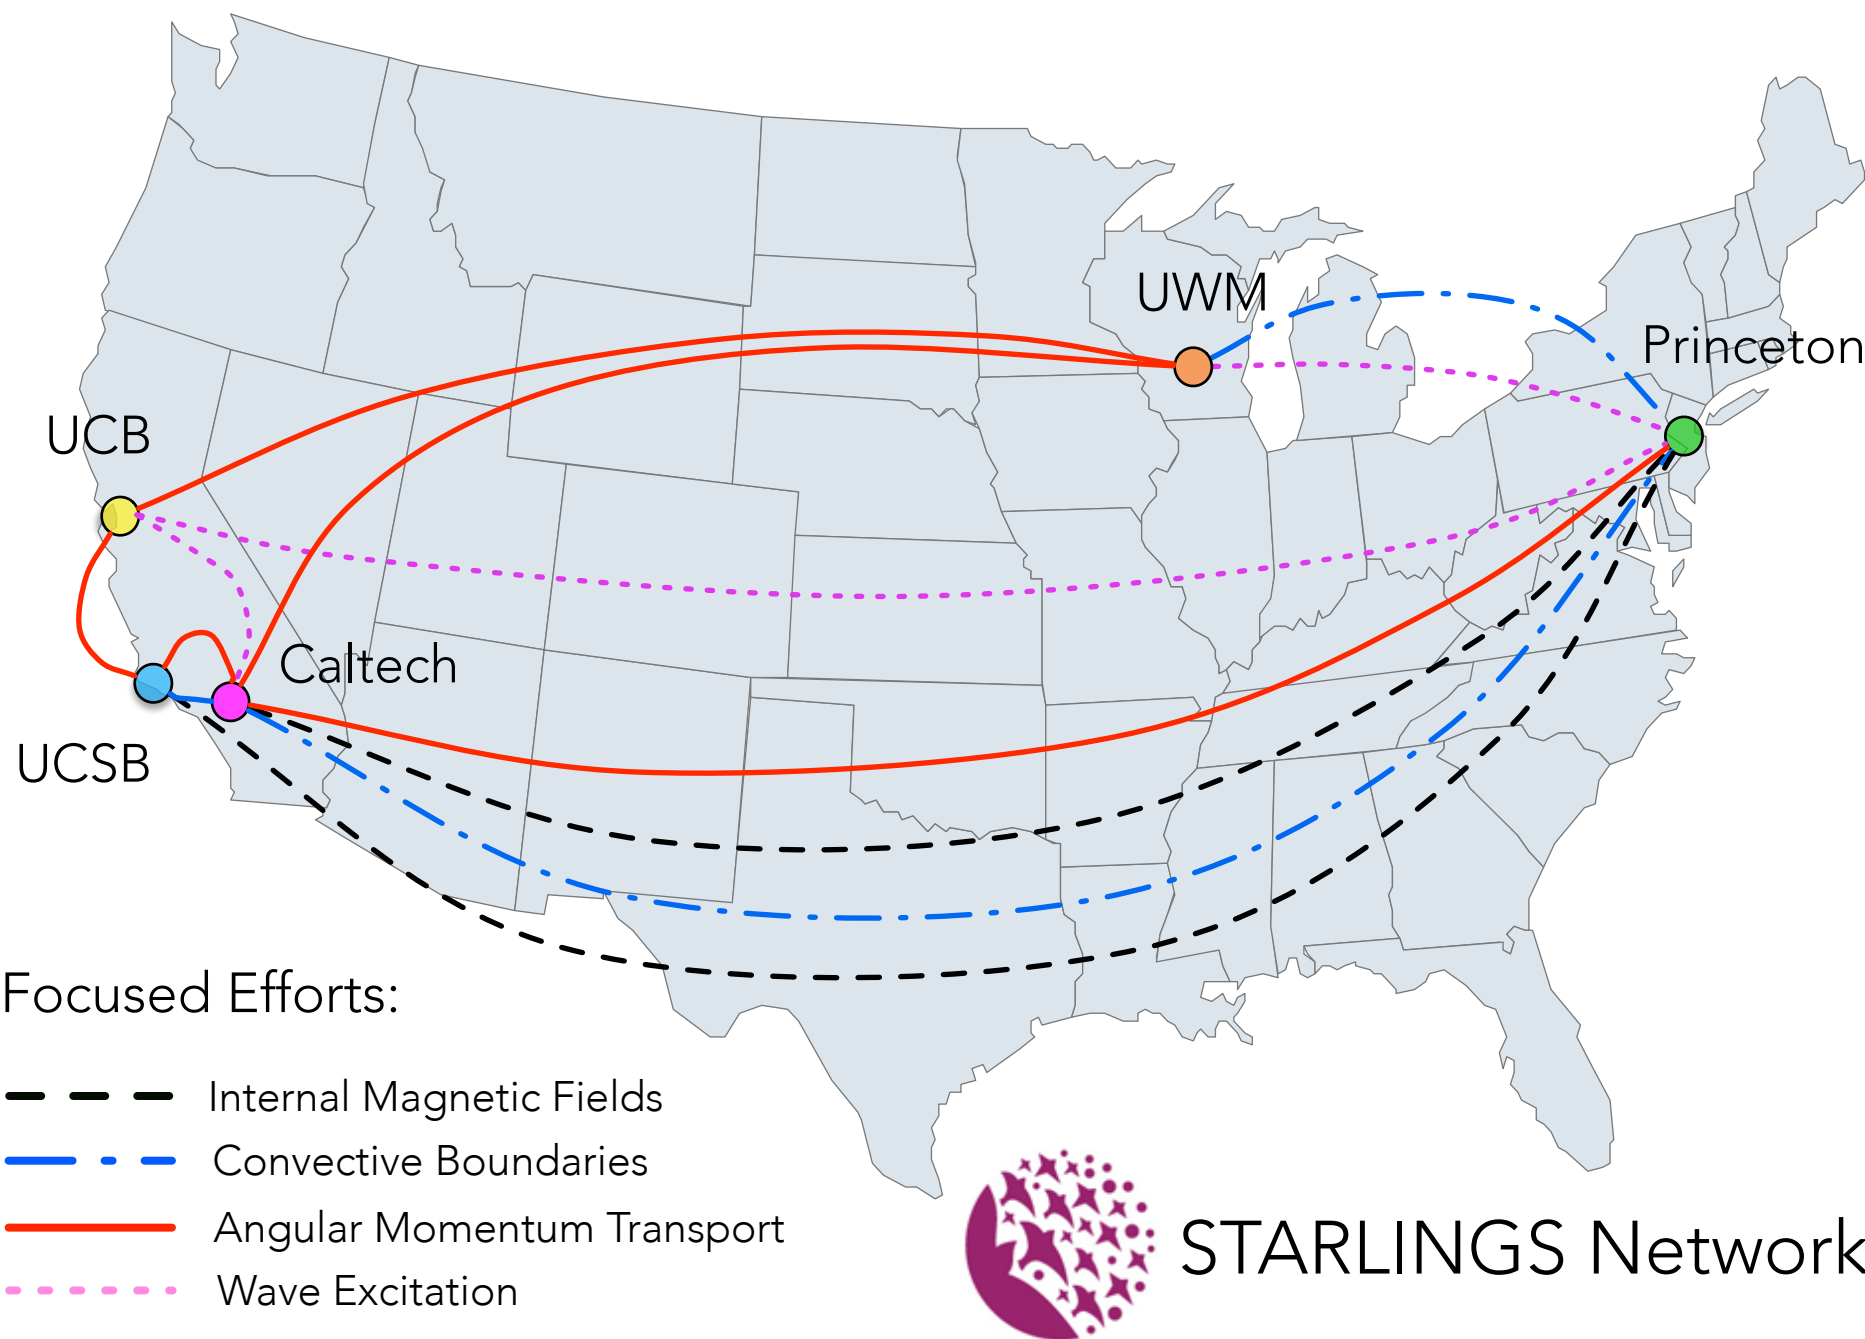 UWM
Princeton
UCB
Caltech
UCSB
Focused Efforts:
Internal Magnetic Fields
Convective Boundaries
Angular Momentum Transport
Wave Excitation
STARLINGS Network